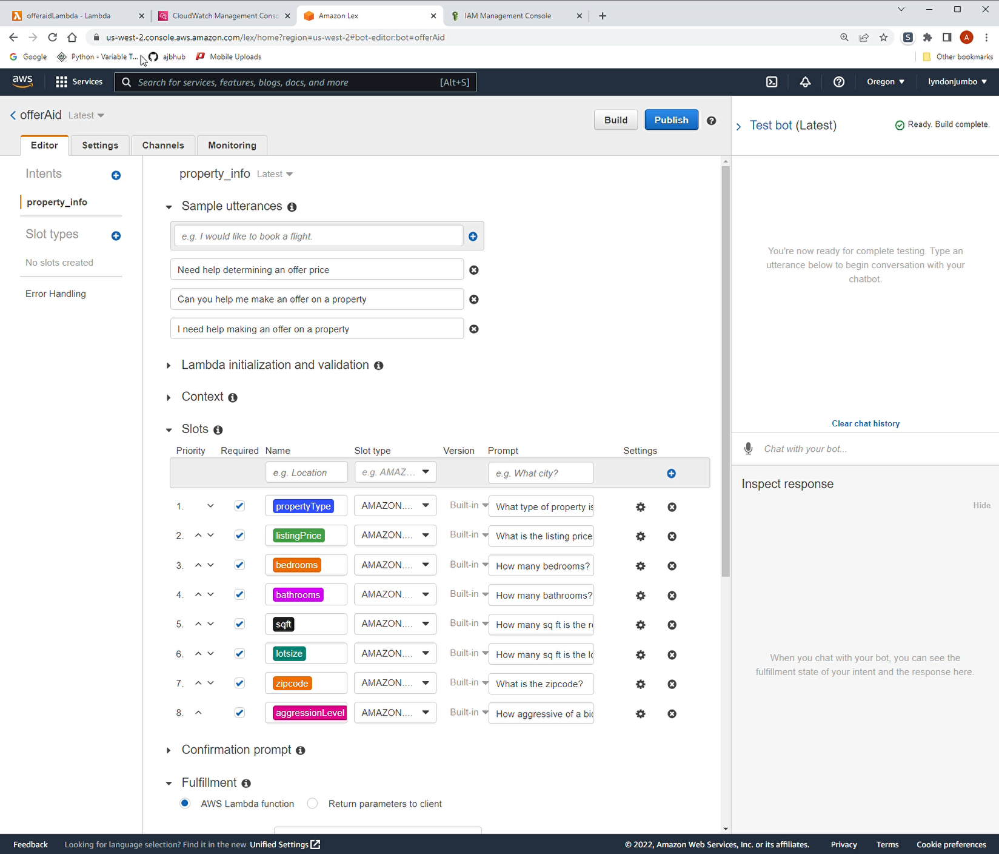 offeraidLambda - Lambda
CloudWatch Management Conso
Amazon Lex
IAM Management Console
us-west-2.console.aws.amazon.com/lex/home?region=us-west-2#bot-editor:bot=offerAid
S
A
Google
Python - Variable T...
ajbhub
Mobile Uploads
Other bookmarks
aws
Services
Search for services, features, blogs, docs, and more
[Alt+S]
Oregon
lyndonjumbo
offerAid Latest
Build
Publish
Test bot (Latest)
Ready. Build complete.
Editor
Settings
Channels
Monitoring
Intents
property_info
Slot types
No slots created
Error Handling
property_info Latest
Sample utterances
e.g. I would like to book a flight.
Need help determining an offer price
Can you help me make an offer on a property
I need help making an offer on a property
Lambda initialization and validation
Context
Slots
Priority Required Name Slot type Version Prompt Settings
e.g. Location e.g. AMAZ... e.g. What city?
1. propertyType AMAZON.... Built-in What type of property is
2. listingPrice AMAZON.... Built-in What is the listing price
3. bedrooms AMAZON.... Built-in How many bedrooms?
4. bathrooms AMAZON.... Built-in How many bathrooms?
5. sqft AMAZON.... Built-in How many sq ft is the r
6. lotsize AMAZON.... Built-in How many sq ft is the lo
7. zipcode AMAZON.... Built-in What is the zipcode?
8. aggressionLevel AMAZON.... Built-in How aggressive of a bid
Confirmation prompt
Fulfillment
AWS Lambda function
Return parameters to client
You're now ready for complete testing. Type an
utterance below to begin conversation with your
chatbot.
Clear chat history
Chat with your bot...
Inspect response
Hide
When you chat with your bot, you can see the
fulfillment state of your intent and the response here.
Feedback
Looking for language selection? Find it in the new Unified Settings
© 2022, Amazon Web Services, Inc. or its affiliates.
Privacy
Terms
Cookie preferences